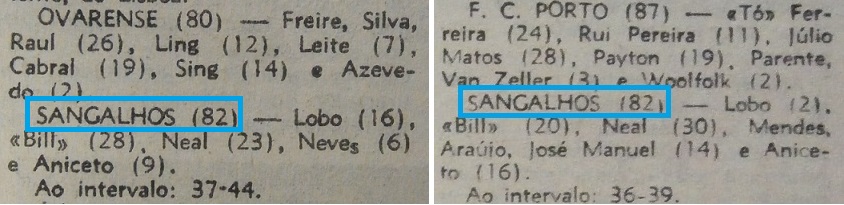 OVARENSE (80) — Freire, Silva,
Raul (26), Ling (12), Leite (7),
Cabral (19), Sing (14) e Azeve-
do (2)
SANGALHOS (82) — Lobo (16),
«Bill» (28), Neal (23), Neves (6)
e Aniceto (9).
Ao intervalo: 37-44.
F. C. PORTO (87) — «Tó» Fer-
reira (24), Rui Pereira (11), Júlio
Matos (28), Payton (19), Parente,
Van Zeller (3) e Woolfolk (2).
SANGALHOS (82) — Lobo (2),
«Bill» (20), Neal (30), Mendes,
Araújo, José Manuel (14) e Anice-
to (16).
Ao intervalo: 36-39.